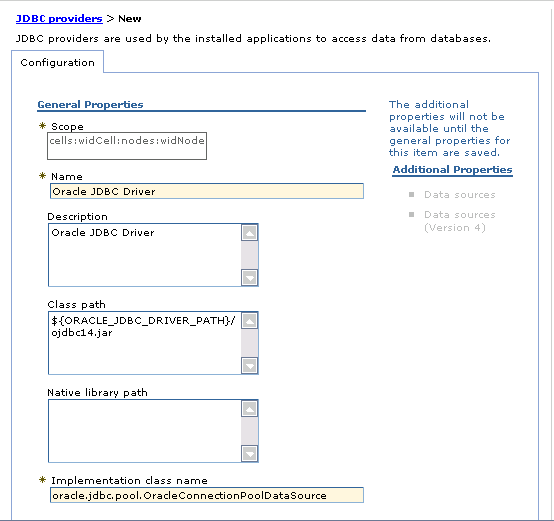 JDBC providers > New
JDBC providers are used by the installed applications to access data from databases.
Configuration
General Properties
* Scope
cells:widCell:nodes:widNode
* Name
Oracle JDBC Driver
Description
Oracle JDBC Driver
Class path
${ORACLE_JDBC_DRIVER_PATH}/
ojdbc14.jar
Native library path
* Implementation class name
oracle.jdbc.pool.OracleConnectionPoolDataSource
The additional
properties will not be
available until the
general properties for
this item are saved.
Additional Properties
Data sources
Data sources
(Version 4)